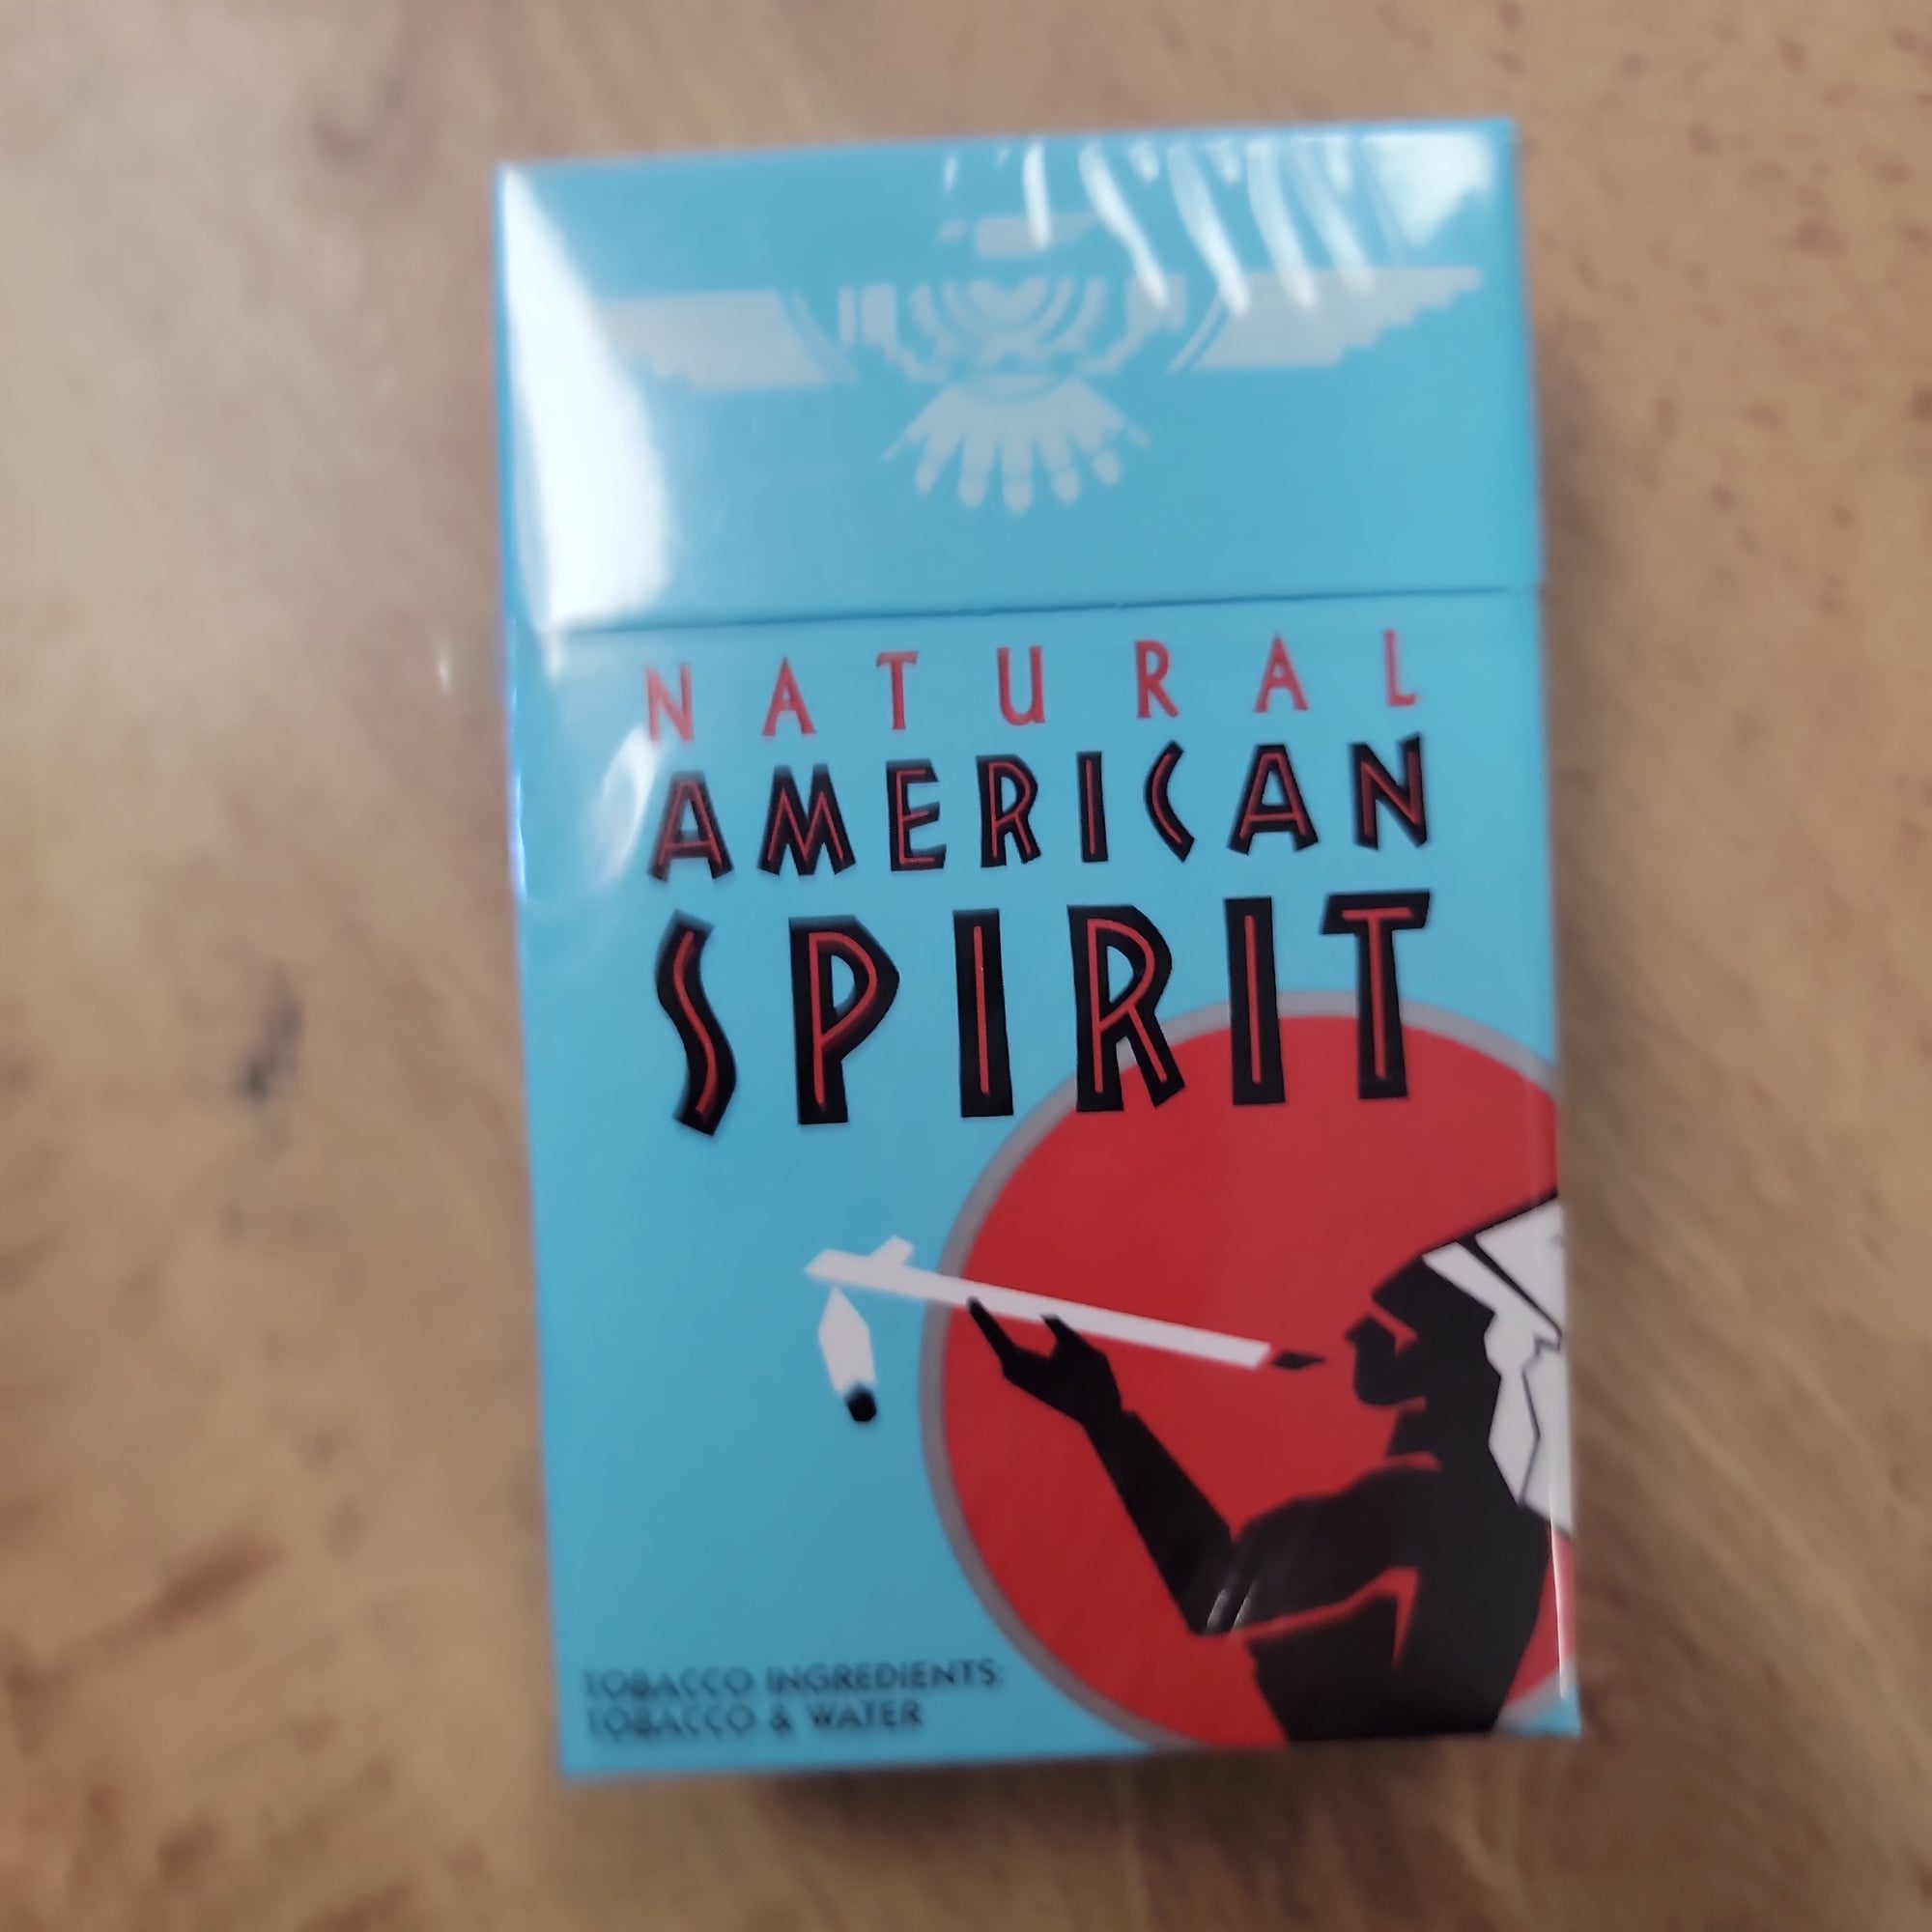 NATURAL
AMERICAN
SPIRIT
TOBACCO INGREDIENTS:
TOBACCO & WATER